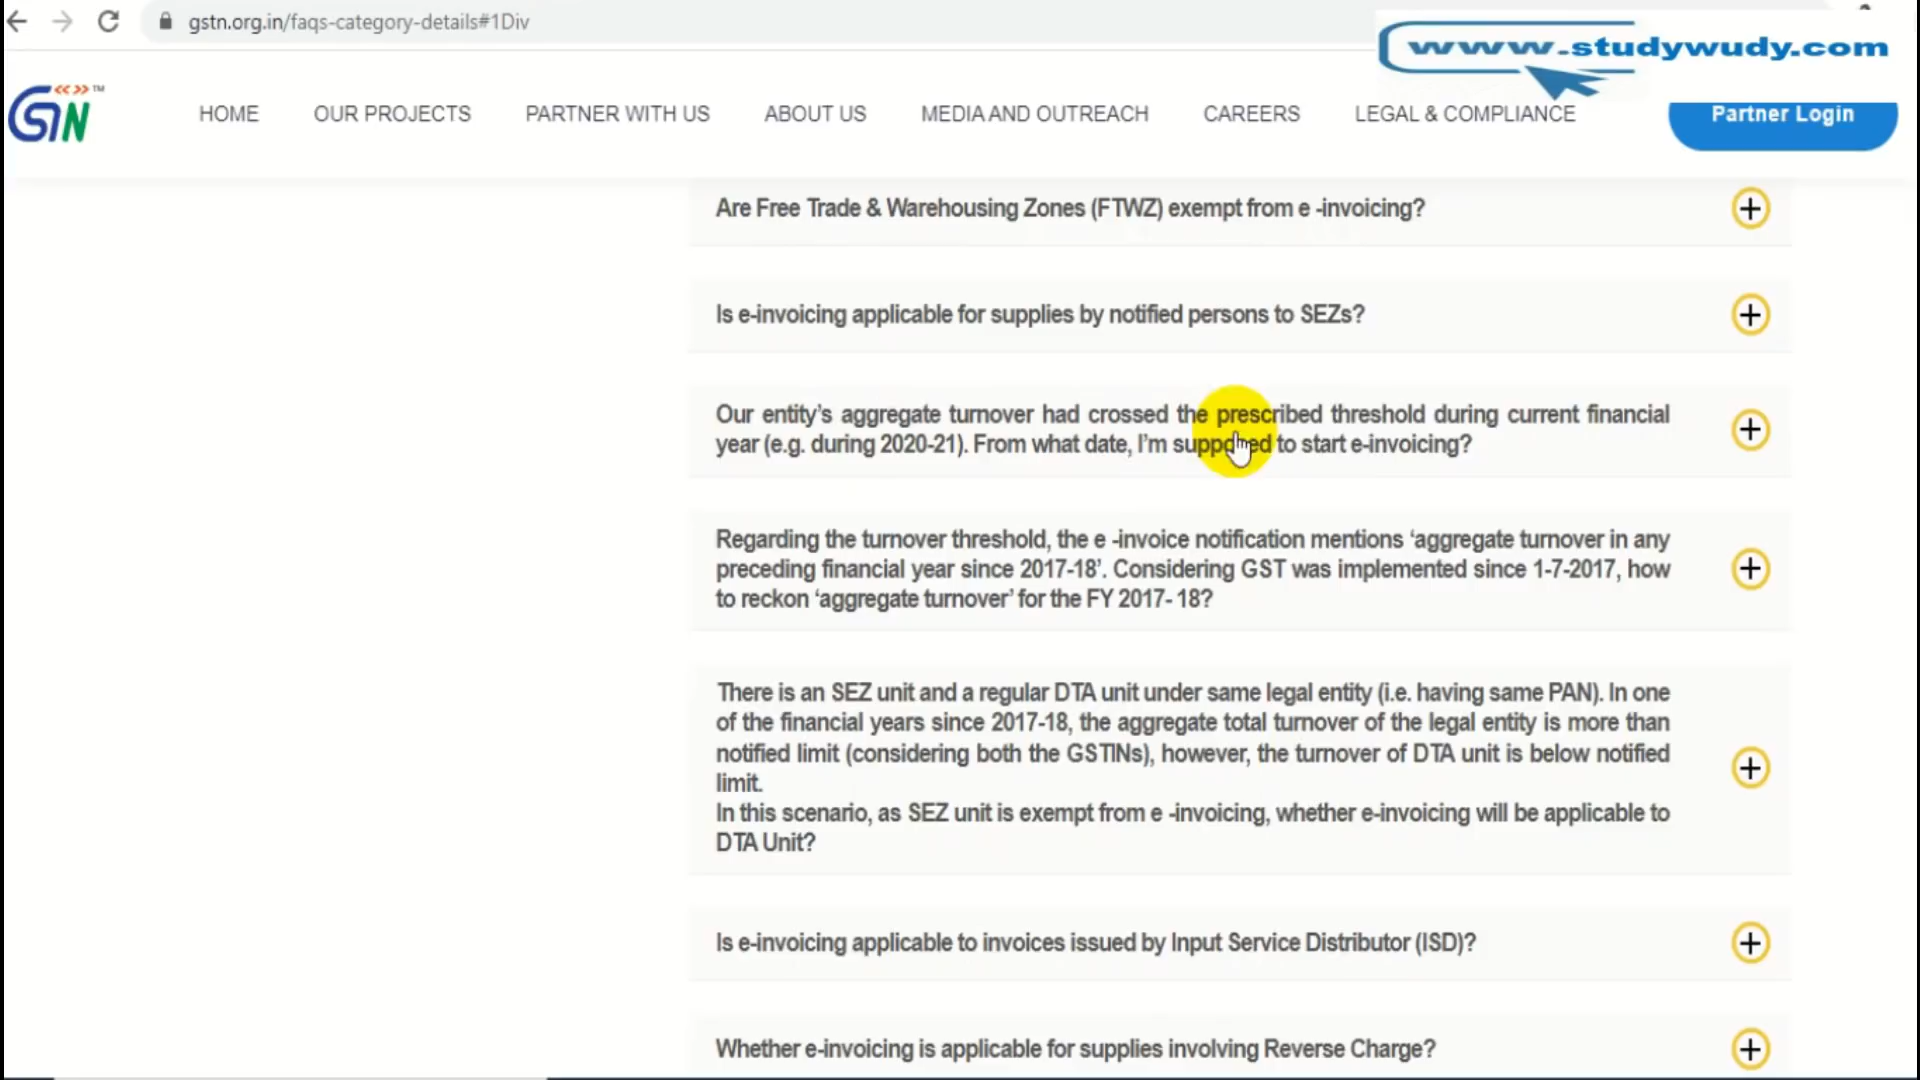 gstn.org.in/faqs-category-details#1Div
www.studywudy.com
GSTN TM
HOME
OUR PROJECTS
PARTNER WITH US
ABOUT US
MEDIA AND OUTREACH
CAREERS
LEGAL & COMPLIANCE
Partner Login
Are Free Trade & Warehousing Zones (FTWZ) exempt from e -invoicing?
Is e-invoicing applicable for supplies by notified persons to SEZs?
Our entity's aggregate turnover had crossed the prescribed threshold during current financial
year (e.g. during 2020-21). From what date, I'm supposed to start e-invoicing?
Regarding the turnover threshold, the e -invoice notification mentions 'aggregate turnover in any
preceding financial year since 2017-18'. Considering GST was implemented since 1-7-2017, how
to reckon 'aggregate turnover' for the FY 2017- 18?
There is an SEZ unit and a regular DTA unit under same legal entity (i.e. having same PAN). In one
of the financial years since 2017-18, the aggregate total turnover of the legal entity is more than
notified limit (considering both the GSTINs), however, the turnover of DTA unit is below notified
limit.
In this scenario, as SEZ unit is exempt from e -invoicing, whether e-invoicing will be applicable to
DTA Unit?
Is e-invoicing applicable to invoices issued by Input Service Distributor (ISD)?
Whether e-invoicing is applicable for supplies involving Reverse Charge?